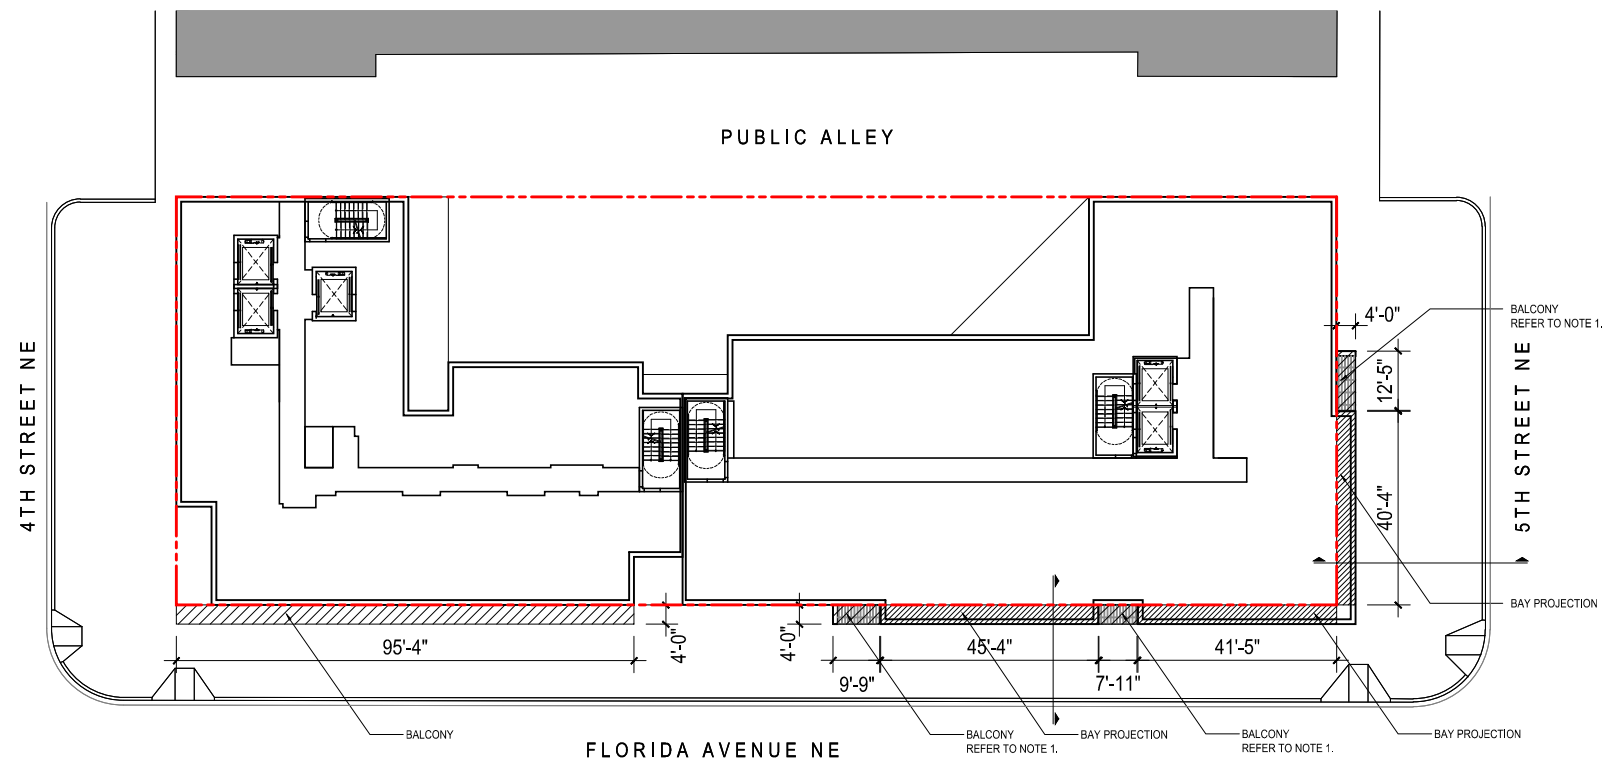 PUBLIC ALLEY
4TH STREET NE
5TH STREET NE
4'-0"
BALCONY
REFER TO NOTE 1.
12'-5"
40'-4"
BAY PROJECTION
95'-4"
4'-0"
4'-0"
9'-9"
45'-4"
7'-11"
41'-5"
BALCONY
BALCONY
REFER TO NOTE 1.
BAY PROJECTION
BALCONY
REFER TO NOTE 1.
BAY PROJECTION
FLORIDA AVENUE NE